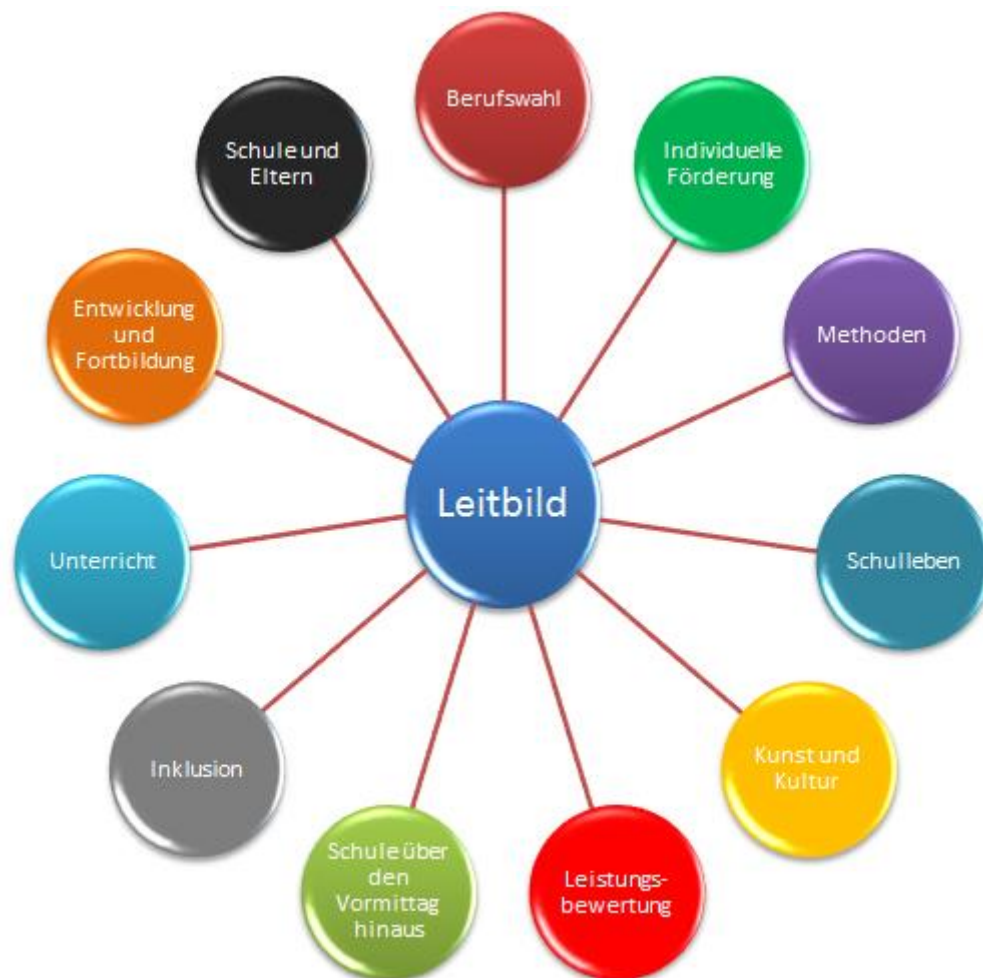 Berufswahl
Individuelle
Förderung
Methoden
Schulleben
Kunst und
Kultur
Leistungs-
bewertung
Schule über
den
Vormittag
hinaus
Inklusion
Unterricht
Entwicklung
und
Fortbildung
Schule und
Eltern
Leitbild